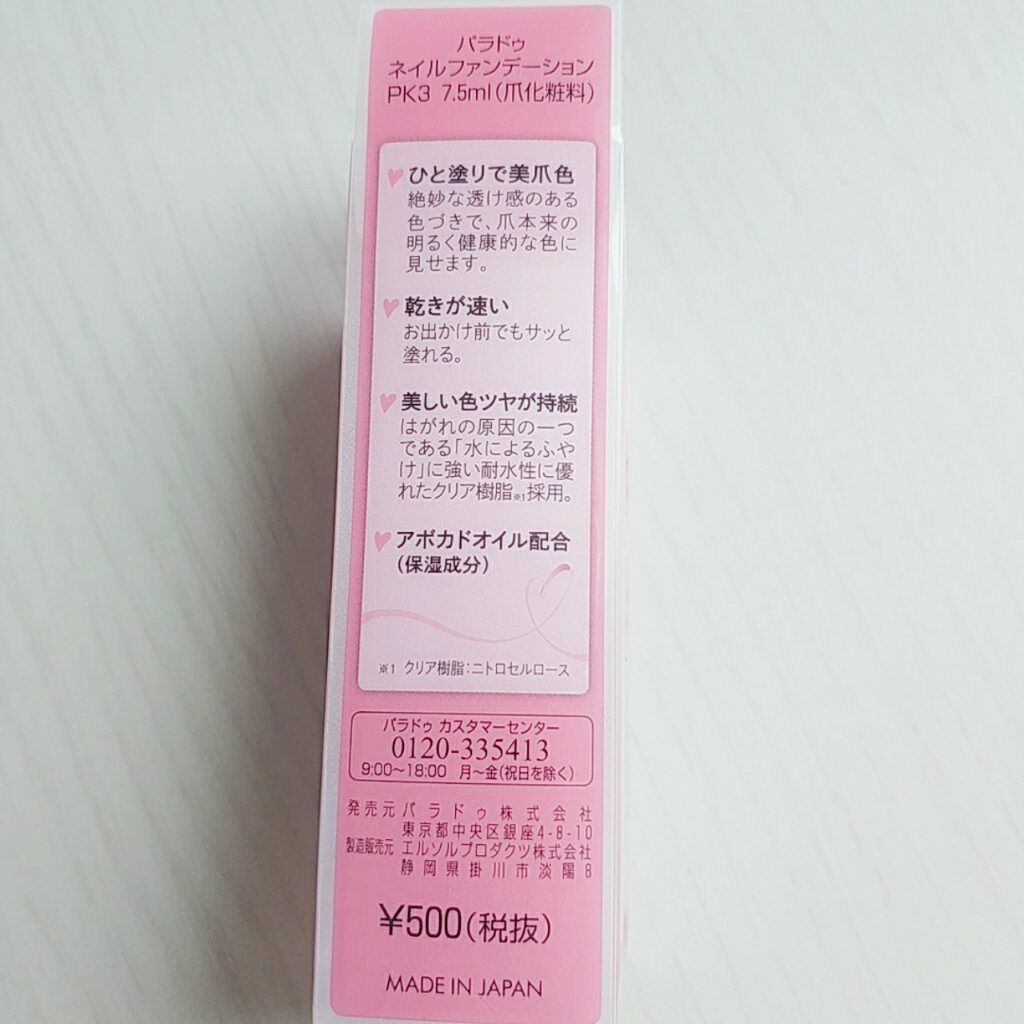 パラドゥ
ネイルファンデーション
PK3 7.5ml(爪化粧料)
ひと塗りで美爪色
絶妙な透け感のある
色づきで、爪本来の
明るく健康的な色に
見せます。
乾きが速い
お出かけ前でもサッと
塗れる。
美しい色ツヤが持続
はがれの原因の一つ
である「水によるふや
け」に強い耐水性に優
れたクリア樹脂※1採用。
アボカドオイル配合
(保湿成分)
※1 クリア樹脂:ニトロセルロース
パラドゥ カスタマーセンター
0120-335413
9:00~18:00 月~金(祝日を除く)
発売元 パラドゥ株式会社
東京都中央区銀座4-8-10
製造販売元 エルソルプロダクツ株式会社
静岡県掛川市淡陽8
¥500(税抜)
MADE IN JAPAN